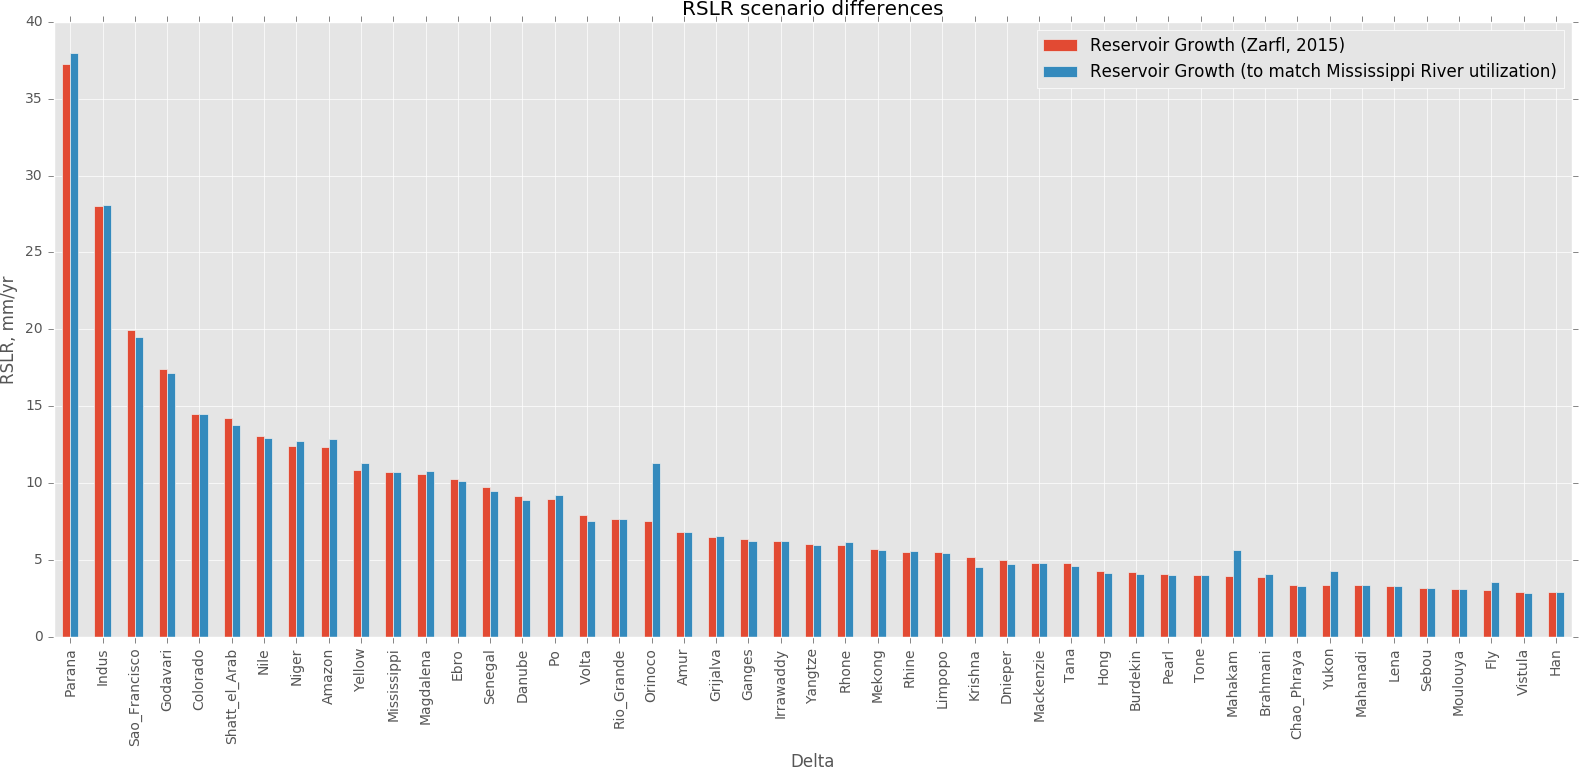 RSLR scenario differences
Reservoir Growth (Zarfl, 2015)
Reservoir Growth (to match Mississippi River utilization)
RSLR, mm/yr
40
35
30
25
20
15
10
5
0
Parana
Indus
Sao_Francisco
Godavari
Colorado
Shatt_el_Arab
Nile
Niger
Amazon
Yellow
Mississippi
Magdalena
Ebro
Senegal
Danube
Po
Volta
Rio_Grande
Orinoco
Amur
Grijalva
Ganges
Irrawaddy
Yangtze
Rhone
Mekong
Rhine
Limpopo
Krishna
Dnieper
Mackenzie
Tana
Hong
Burdekin
Pearl
Tone
Mahakam
Brahmani
Chao_Phraya
Yukon
Mahanadi
Lena
Sebou
Moulouya
Fly
Vistula
Han
Delta